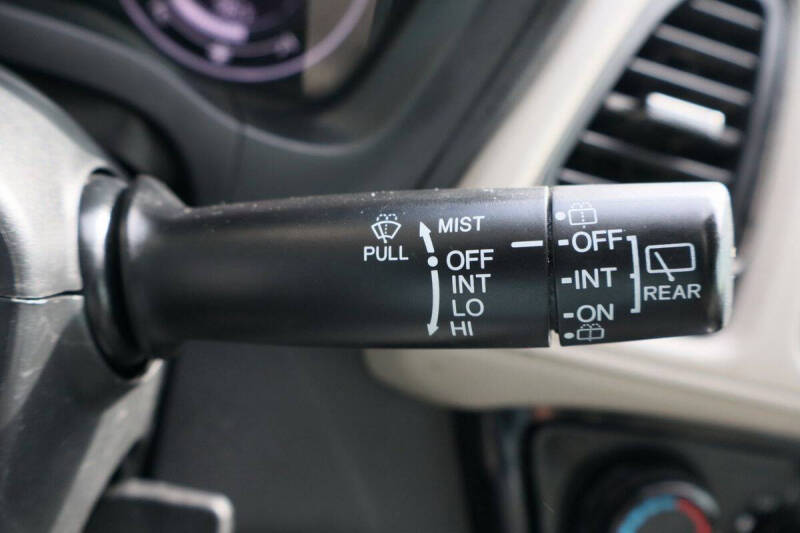 PULL
MIST
OFF
INT
LO
HI
OFF
INT
ON
REAR